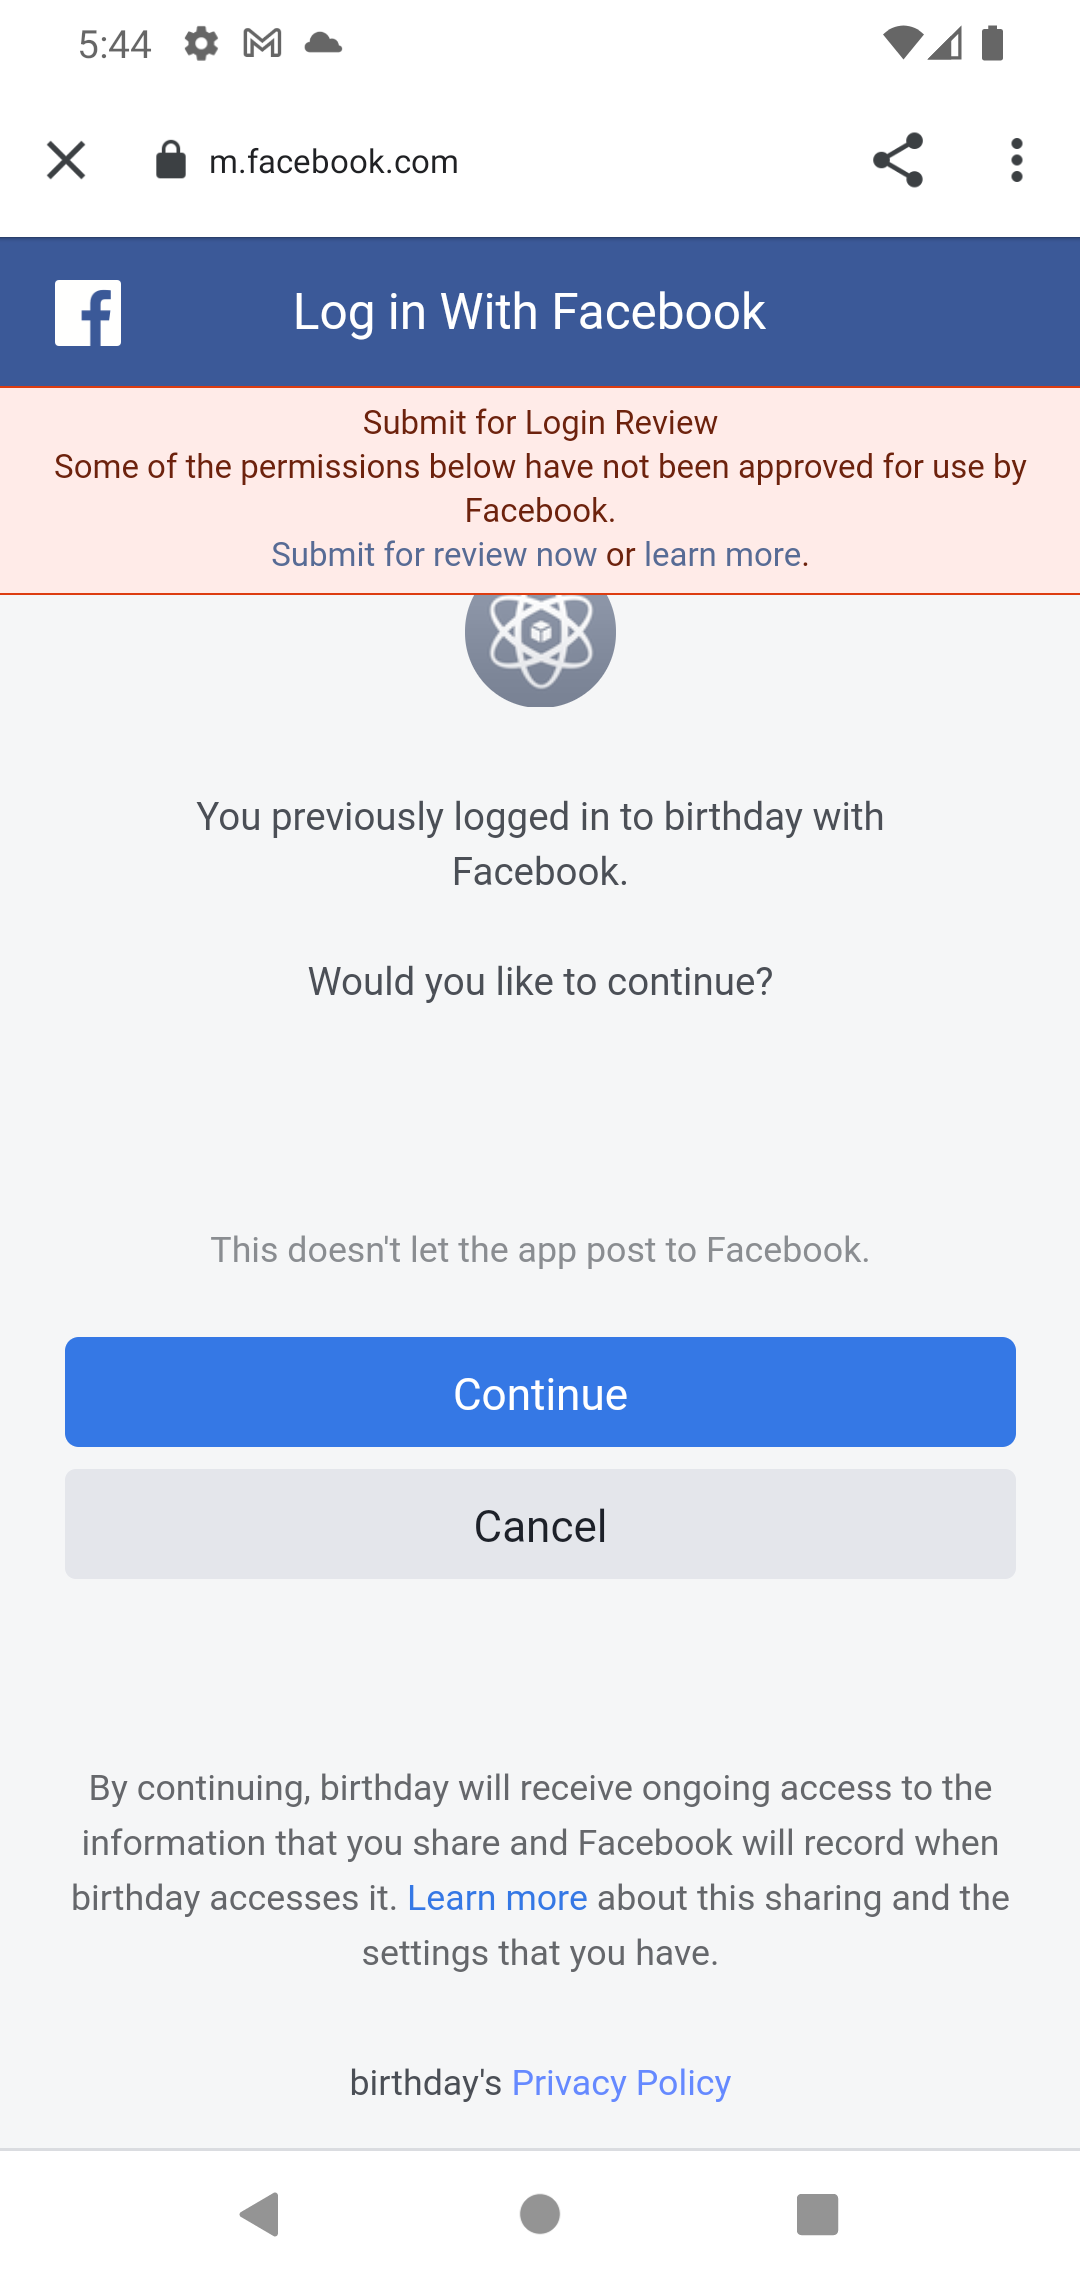 5:44
m.facebook.com
Log in With Facebook
Submit for Login Review
Some of the permissions below have not been approved for use by
Facebook.
Submit for review now or learn more.
You previously logged in to birthday with
Facebook.
Would you like to continue?
This doesn't let the app post to Facebook.
Continue
Cancel
By continuing, birthday will receive ongoing access to the
information that you share and Facebook will record when
birthday accesses it. Learn more about this sharing and the
settings that you have.
birthday's Privacy Policy